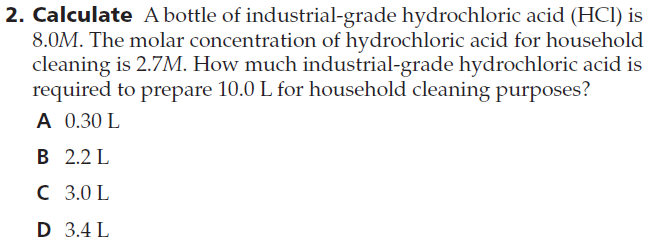 2. Calculate A bottle of industrial-grade hydrochloric acid (HCl) is
8.0M. The molar concentration of hydrochloric acid for household
cleaning is 2.7M. How much industrial-grade hydrochloric acid is
required to prepare 10.0 L for household cleaning purposes?
A 0.30 L
B 2.2 L
C 3.0 L
D 3.4 L